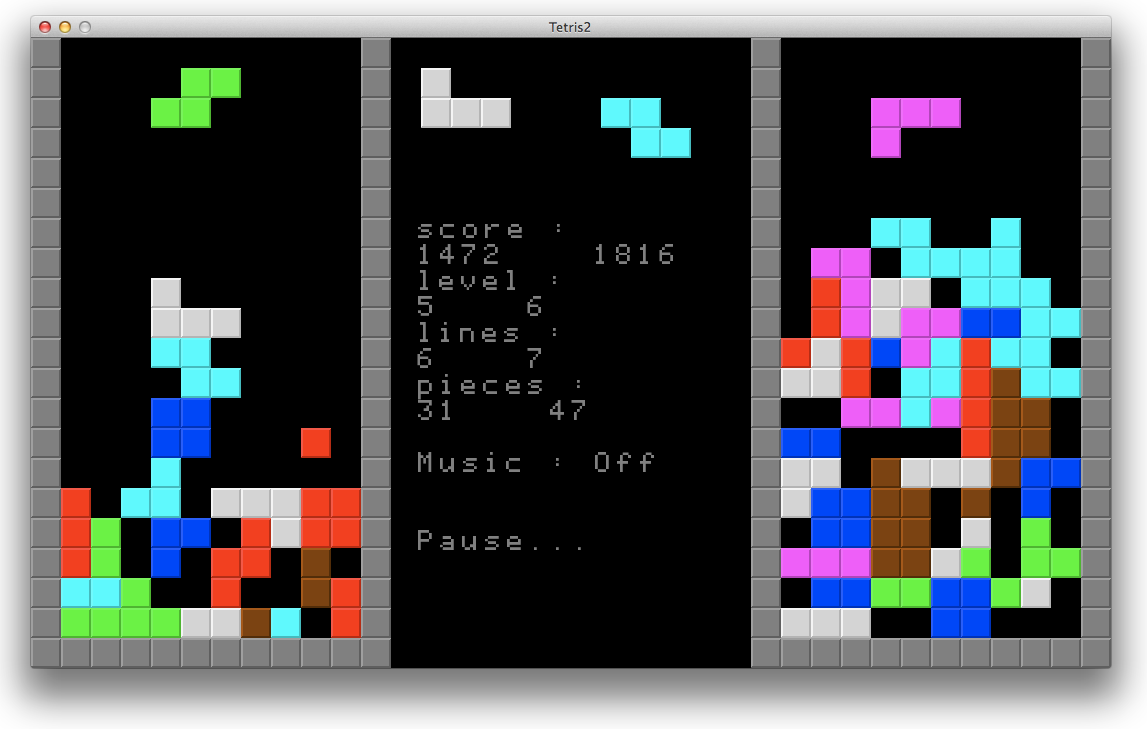 Tetris2
score :
1472 1816
level :
5 6
lines :
6 7
pieces :
31 47
Music : Off
Pause...